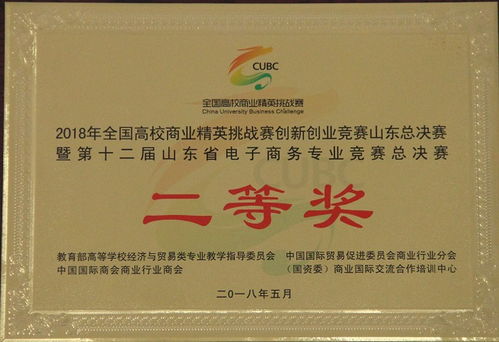 CUBC
全国高校商业精英挑战赛
China University Business Challenge
2018年全国高校商业精英挑战赛创新创业竞赛山东总决赛
暨第十二届山东省电子商务专业竞赛总决赛
二等奖
教育部高等学校经济与贸易类专业教学指导委员会 中国国际贸易促进委员会商业行业分会
中国国际商会商业行业商会 （国资委）商业国际交流合作培训中心
二〇一八年五月